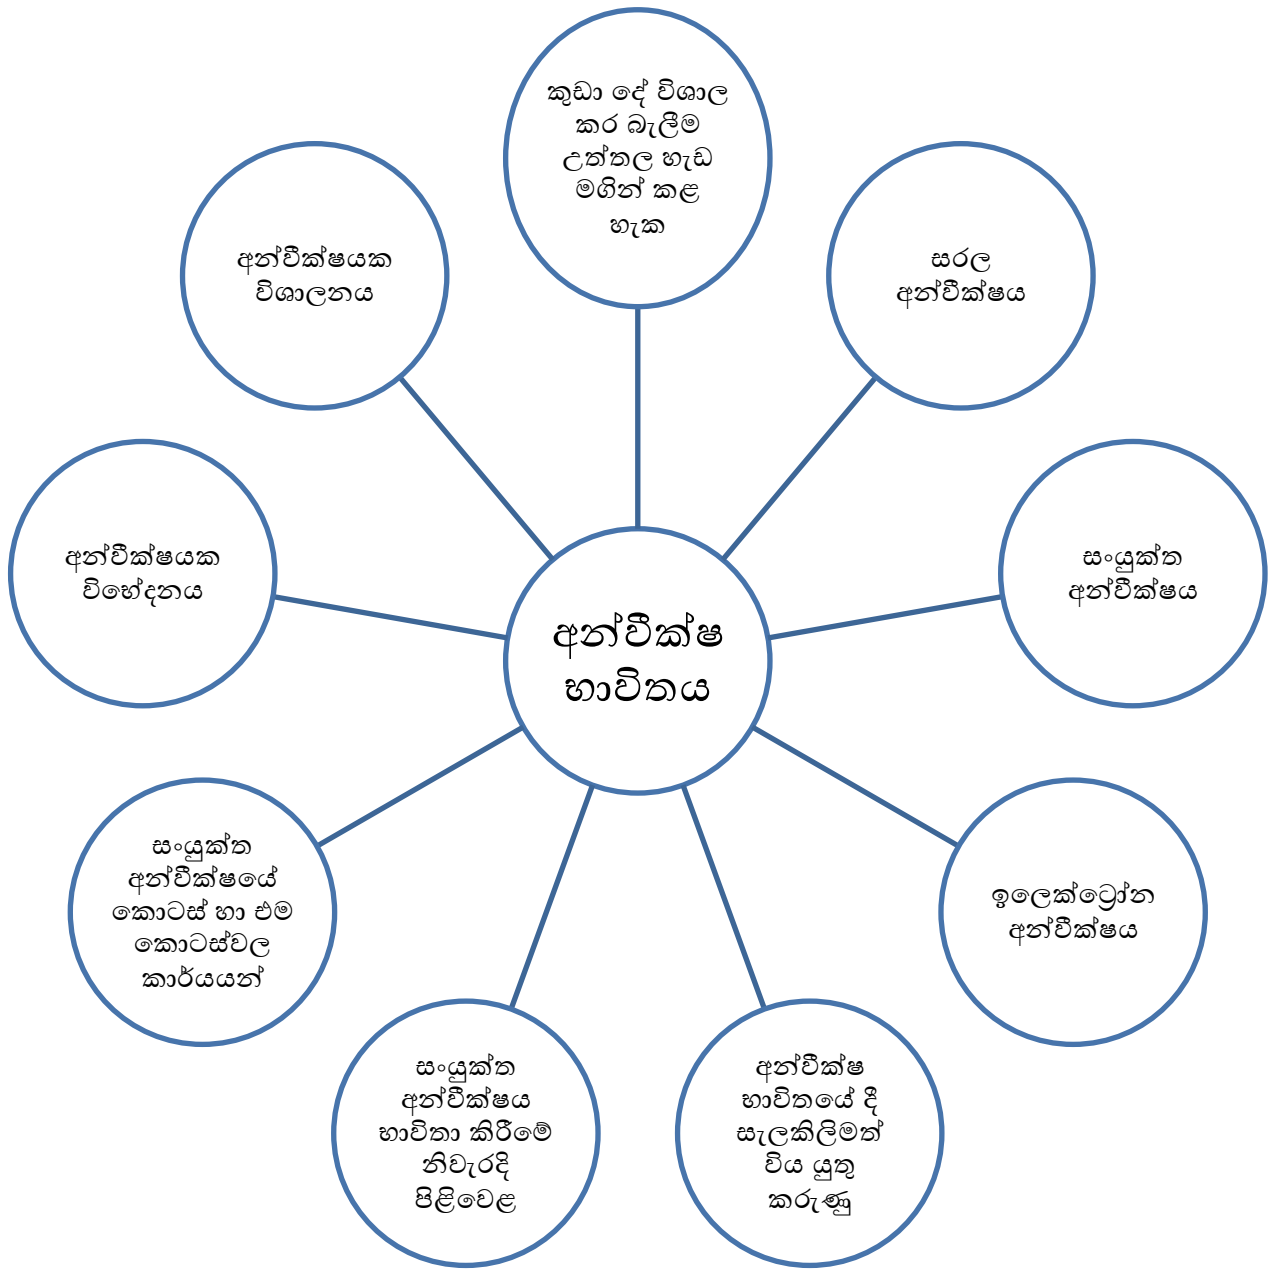 කුඩා දේ විශාල
කර බැලීම
උත්තල හැඩ
මගින් කළ
හැක
සරල
අන්වීක්ෂය
සංයුක්ත
අන්වීක්ෂය
ඉලෙක්ට්‍රෝන
අන්වීක්ෂය
අන්වීක්ෂ
භාවිතයේ දී
සැලකිලිමත්
විය යුතු
කරුණු
සංයුක්ත
අන්වීක්ෂය
භාවිතා කිරීමේ
නිවැරදි
පිළිවෙළ
සංයුක්ත
අන්වීක්ෂයේ
කොටස් හා එම
කොටස්වල
කාර්යයන්
අන්වීක්ෂයක
විභේදනය
අන්වීක්ෂයක
විශාලනය
අන්වීක්ෂ
භාවිතය